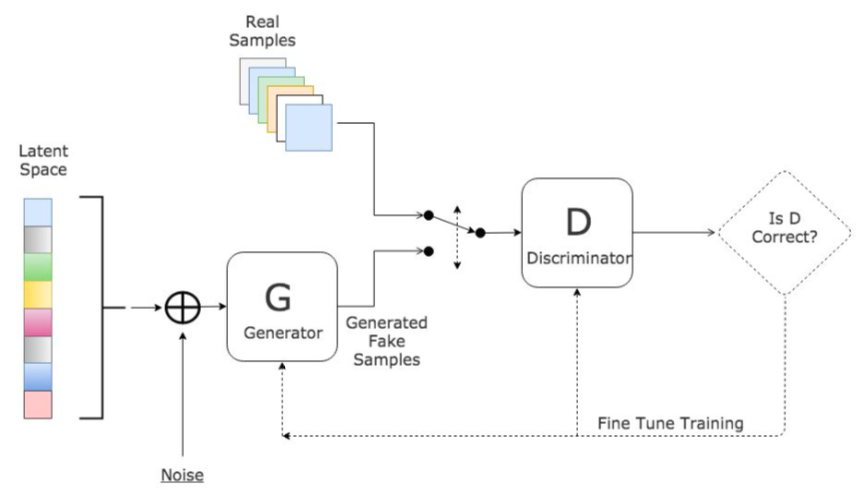 Real
Samples
Latent
Space
Is D
Correct?
D
Discriminator
G
Generator
Generated
Fake
Samples
Fine Tune Training
Noise